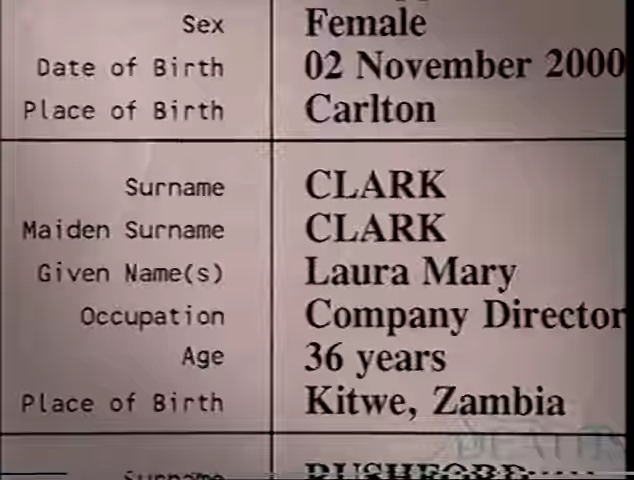 Sex Female
Date of Birth 02 November 2000
Place of Birth Carlton
Surname CLARK
Maiden Surname CLARK
Given Name(s) Laura Mary
Occupation Company Director
Age 36 years
Place of Birth Kitwe, Zambia
Surname